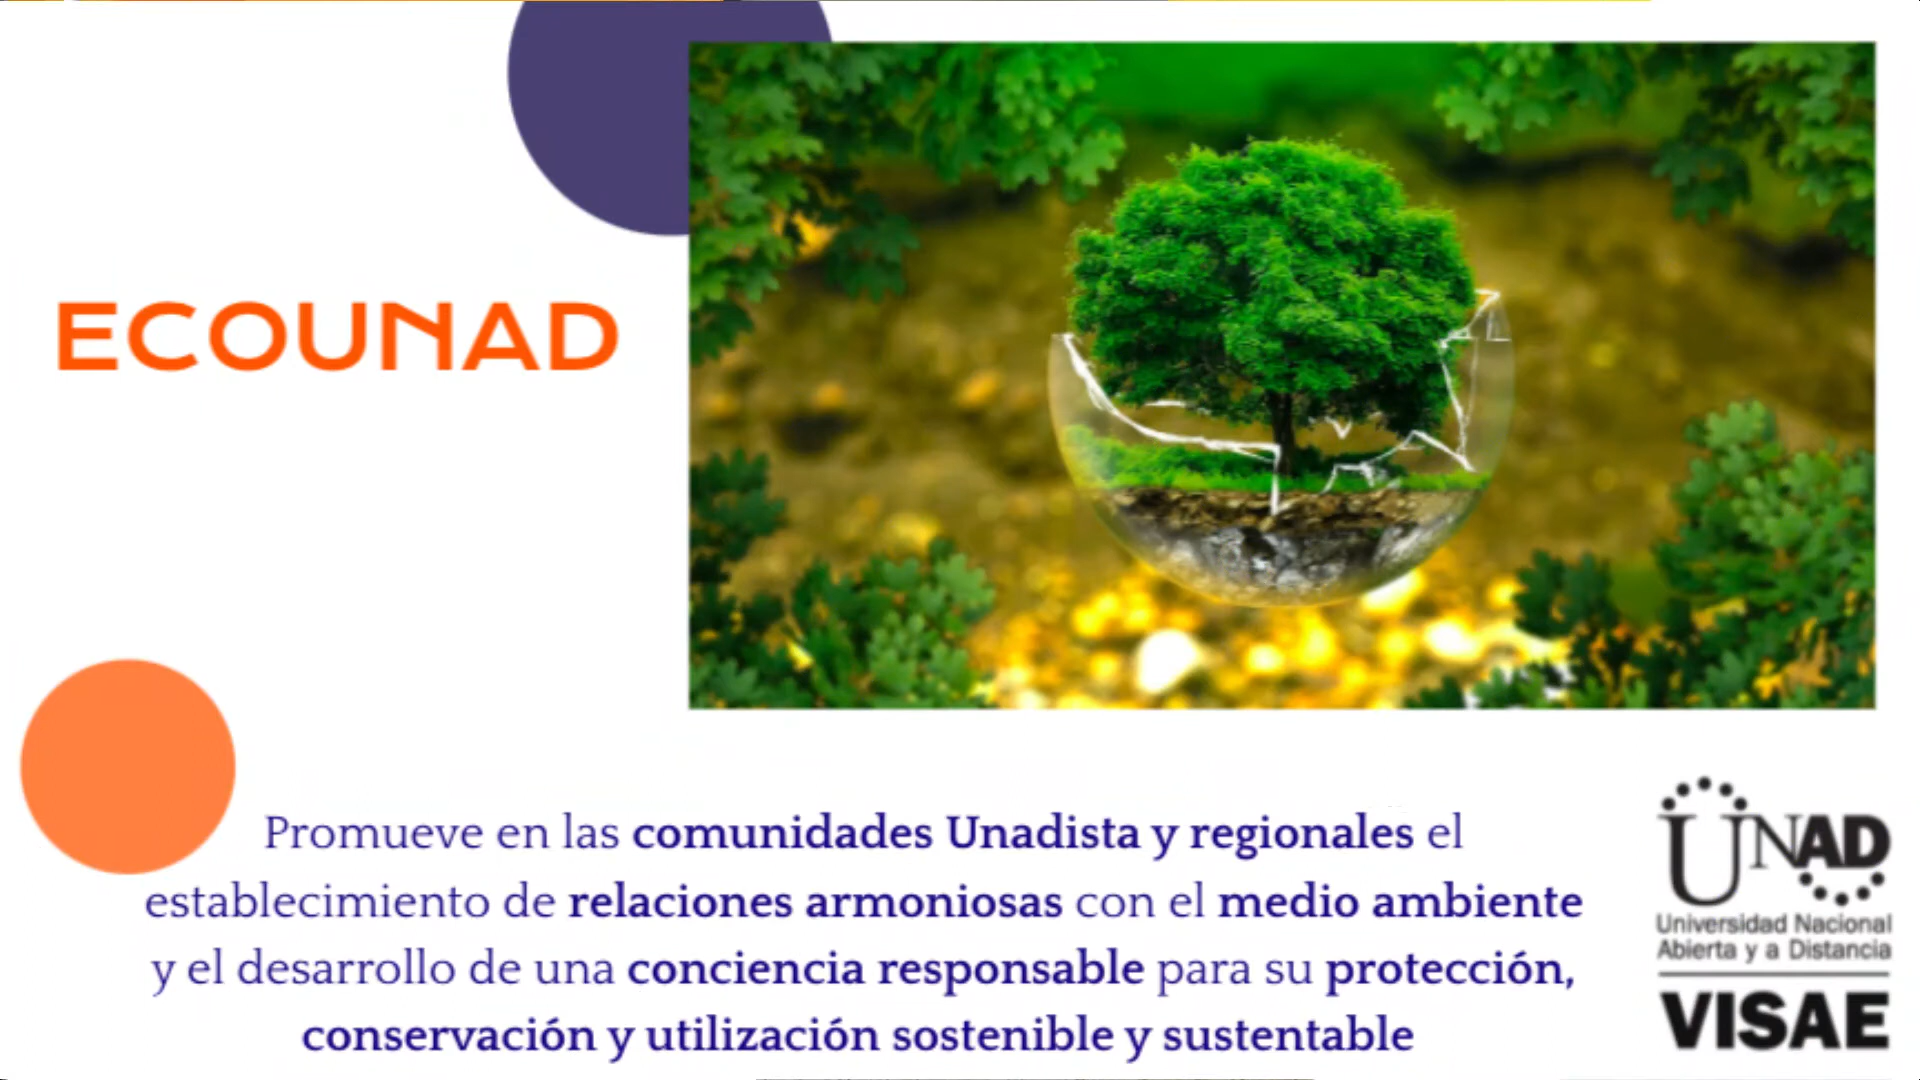 ECOUNAD
Promueve en las comunidades Unadista y regionales el
establecimiento de relaciones armoniosas con el medio ambiente
y el desarrollo de una conciencia responsable para su protección,
conservación y utilización sostenible y sustentable
UNAD
Universidad Nacional
Abierta y a Distancia
VISAE